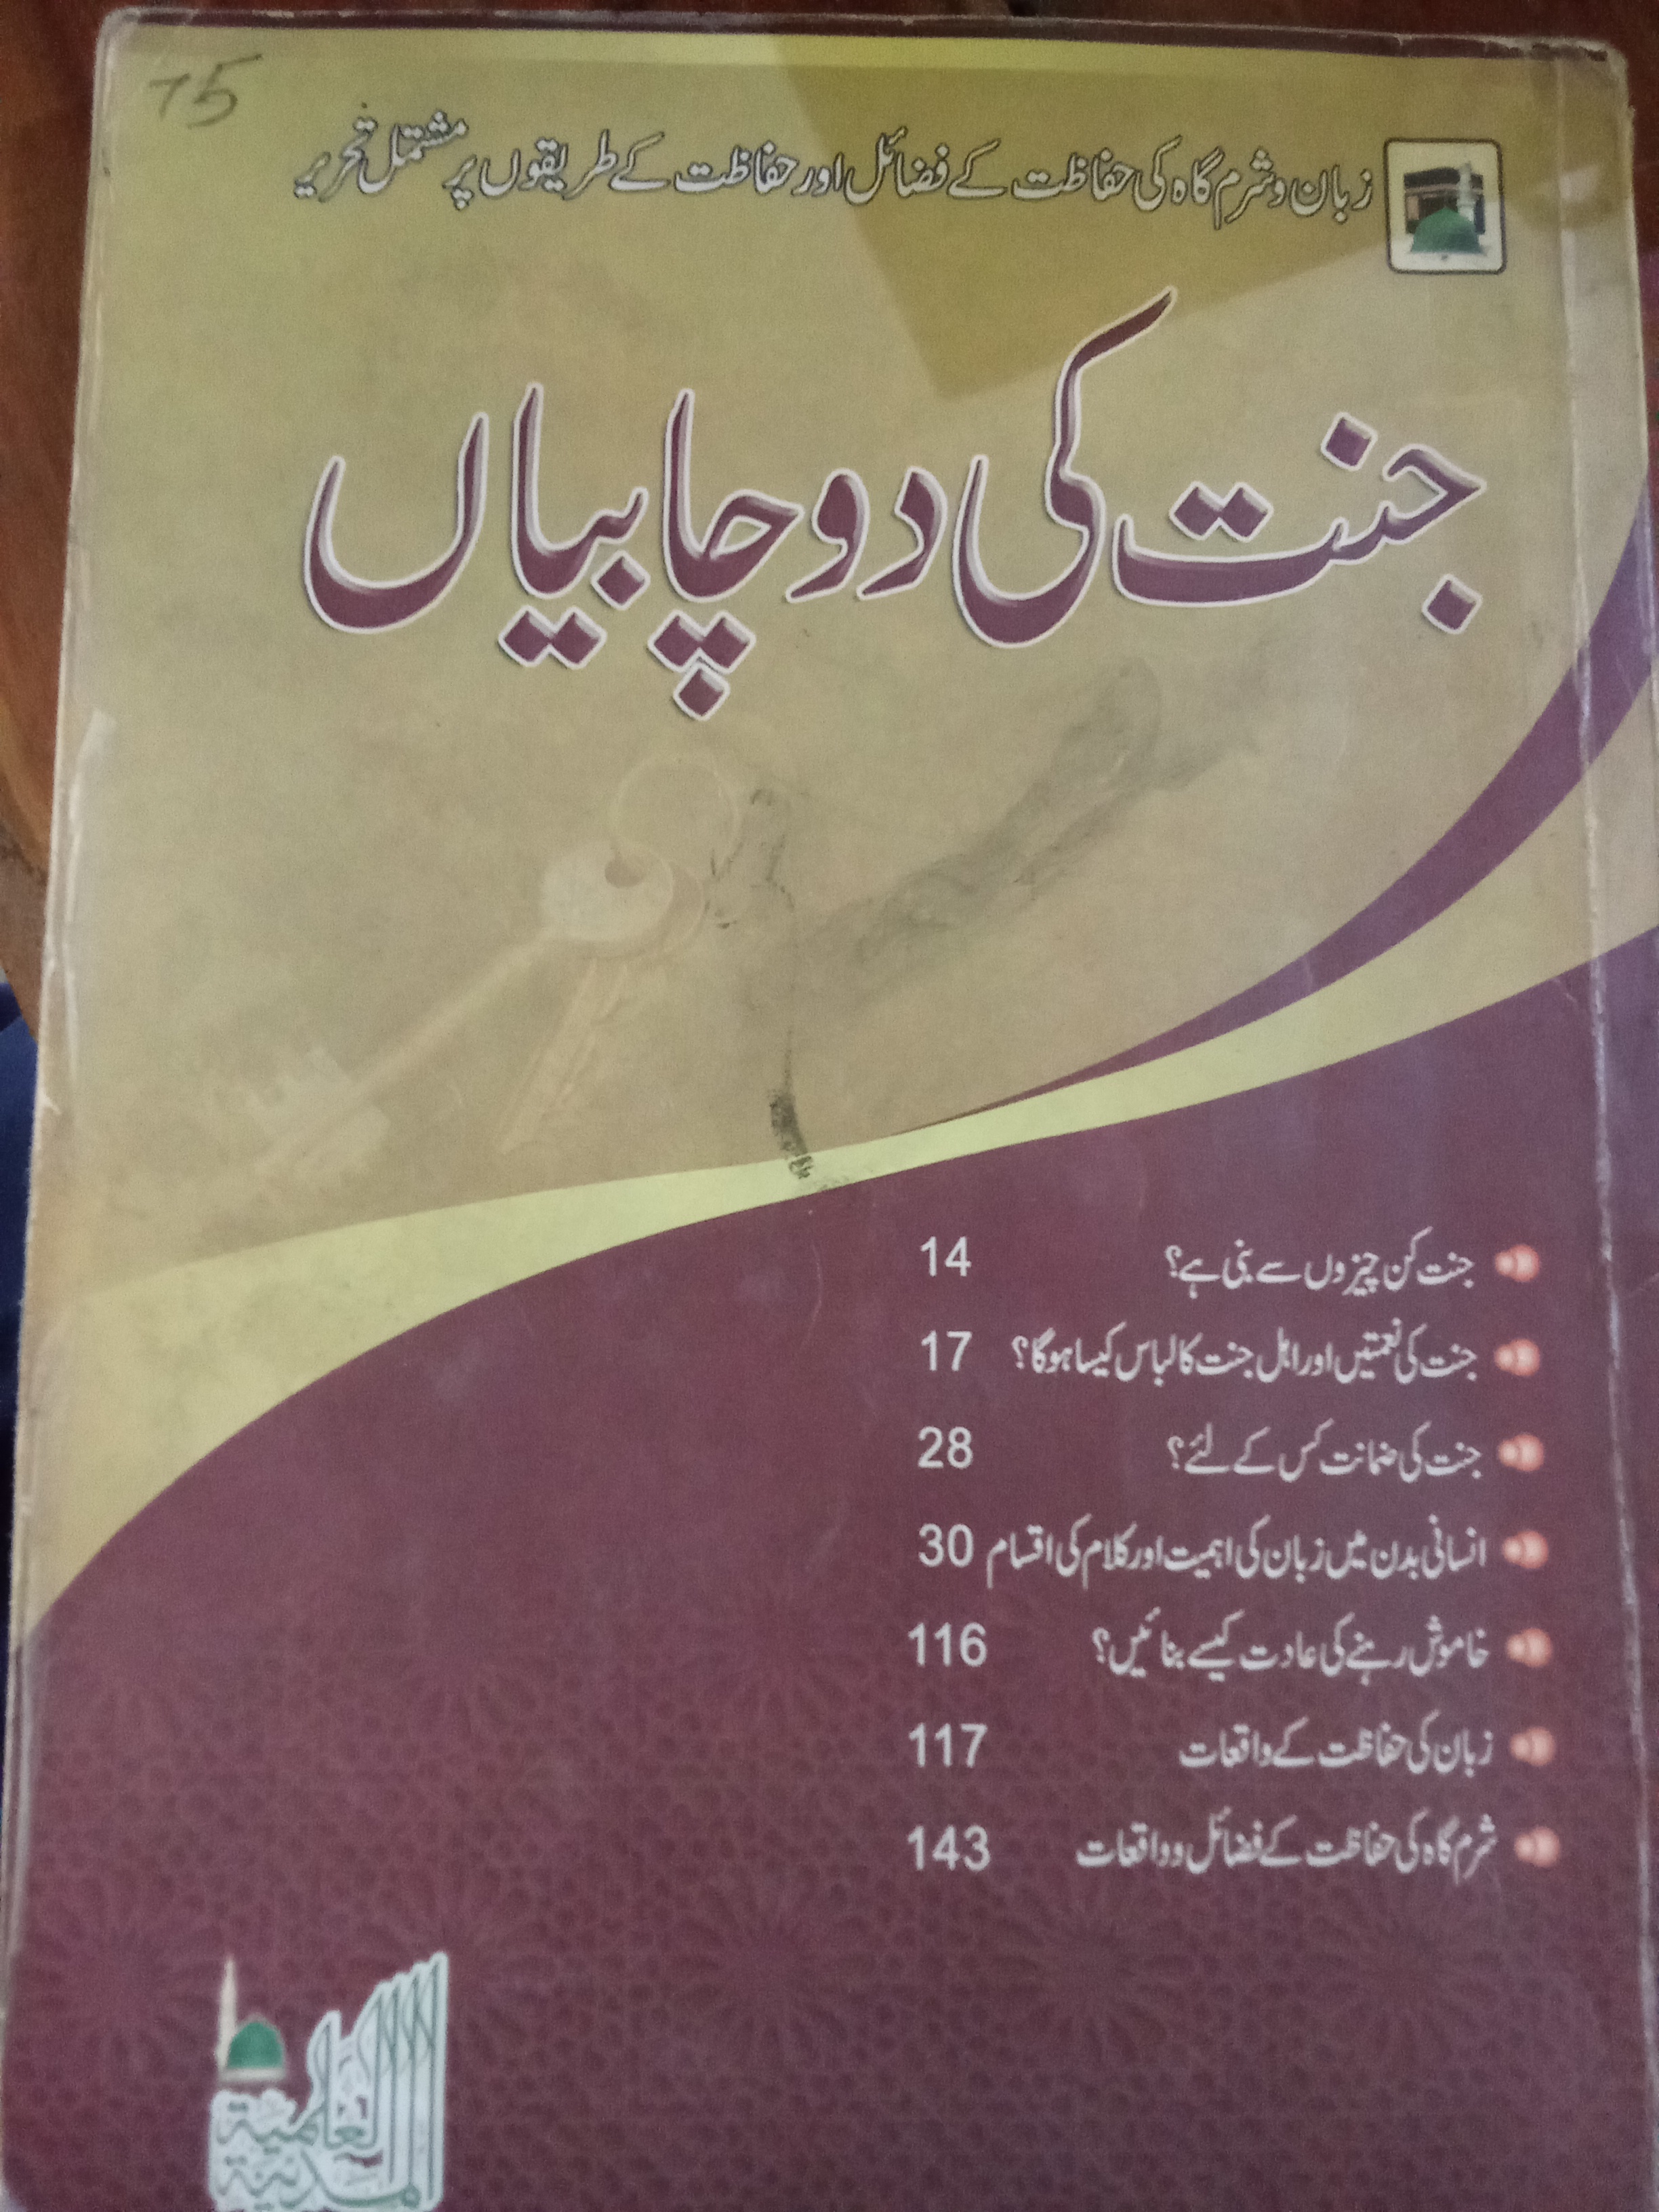 75
زبان و شرم گاہ کی حفاظت کے فضائل اور حفاظت کے طریقوں پر مشتمل تحریر
جنت کی دو چابیاں
جنت کن چیزوں سے بنی ہے؟ 14
جنت کی نعمتیں اور اہل جنت کا لباس کیسا ہوگا؟ 17
جنت کی ضمانت کس کے لئے؟ 28
انسانی بدن میں زبان کی اہمیت اور کلام کی اقسام 30
خاموش رہنے کی عادت کیسے بنائیں؟ 116
زبان کی حفاظت کے واقعات 117
شرم گاہ کی حفاظت کے فضائل و واقعات 143
المدینۃ العلمیۃ